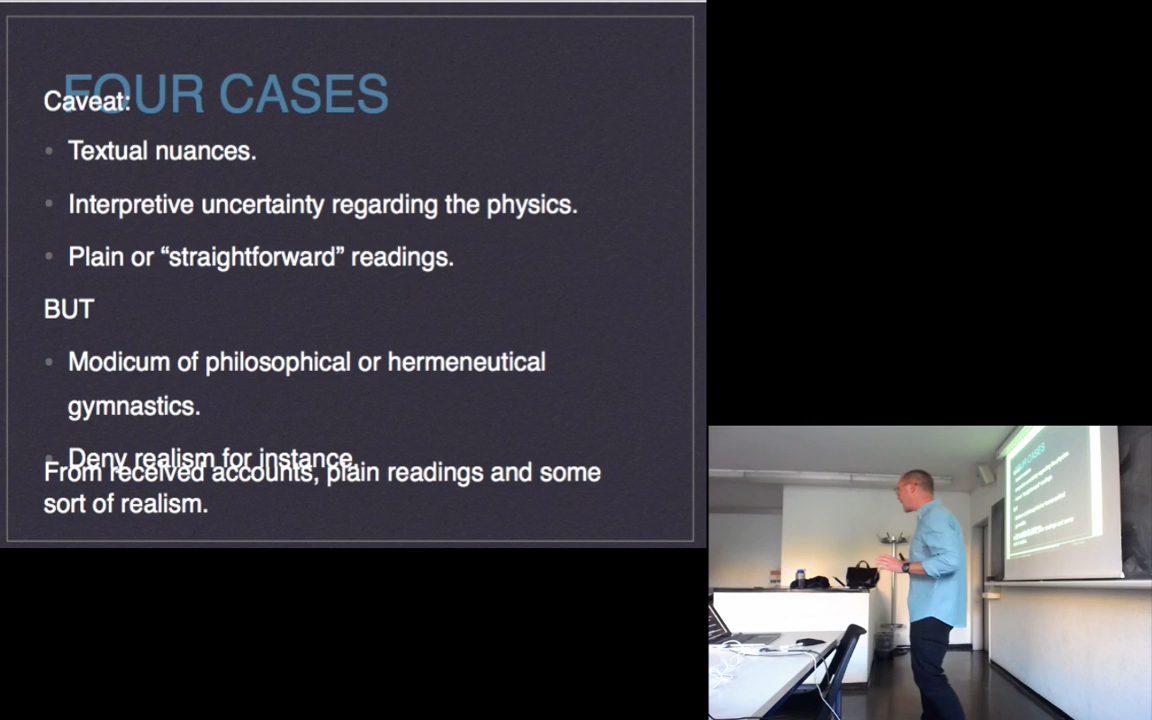 FOUR CASES
Caveat:
Textual nuances.
Interpretive uncertainty regarding the physics.
Plain or “straightforward” readings.
BUT
Modicum of philosophical or hermeneutical
gymnastics.
Deny realism for instance.
From received accounts, plain readings and some
sort of realism.